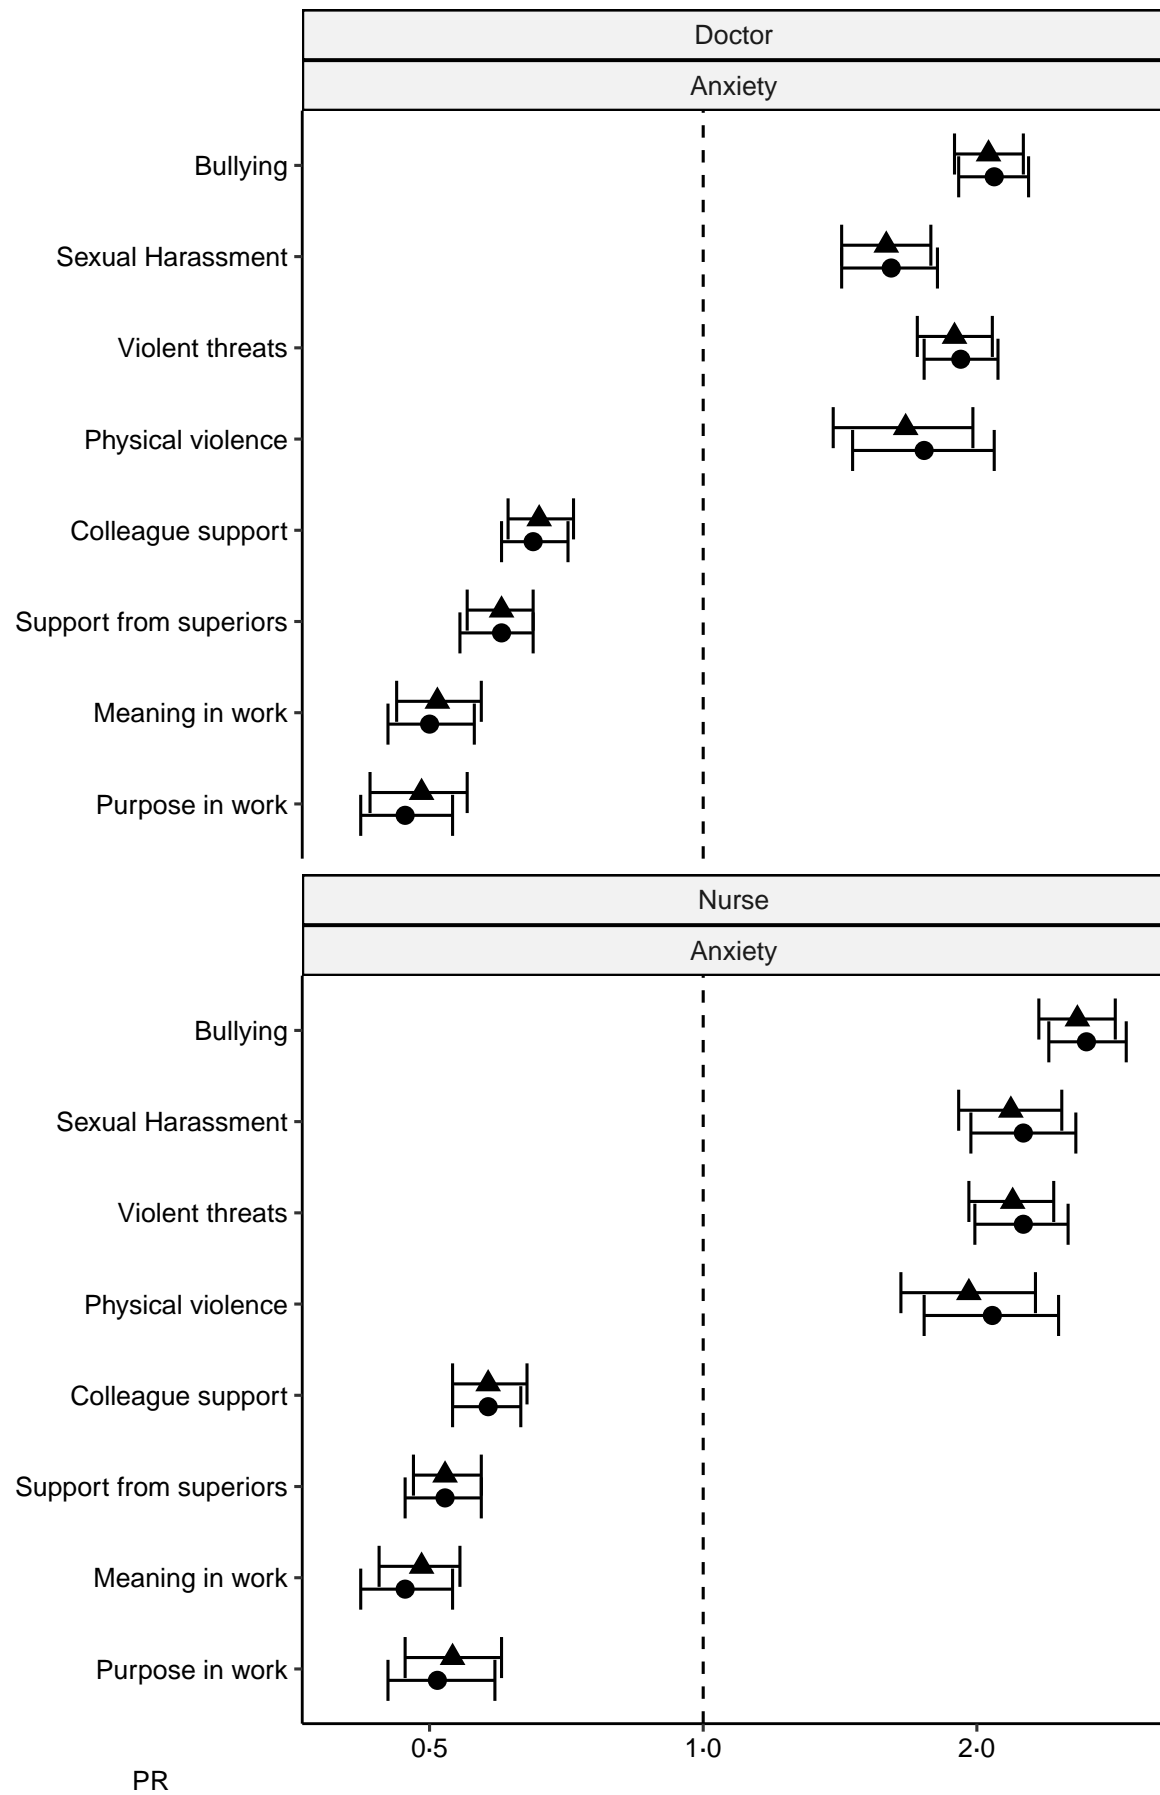 Doctor
Anxiety
Bullying
Sexual Harassment
Violent threats
Physical violence
Colleague support
Support from superiors
Meaning in work
Purpose in work
Nurse
Anxiety
Bullying
Sexual Harassment
Violent threats
Physical violence
Colleague support
Support from superiors
Meaning in work
Purpose in work
0·5 1·0 2·0
PR